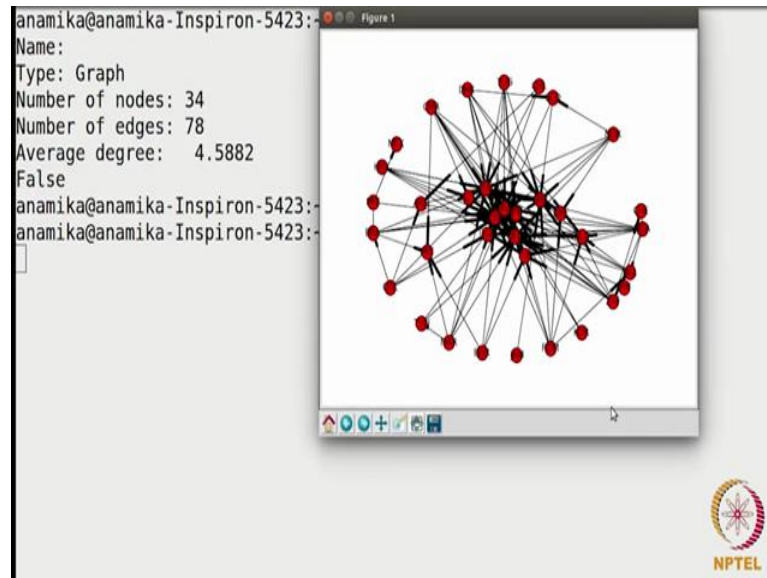 anamika@anamika-Inspiron-5423:~
Name:
Type: Graph
Number of nodes: 34
Number of edges: 78
Average degree:   4.5882
False
anamika@anamika-Inspiron-5423:~
anamika@anamika-Inspiron-5423:~
Figure 1
NPTEL